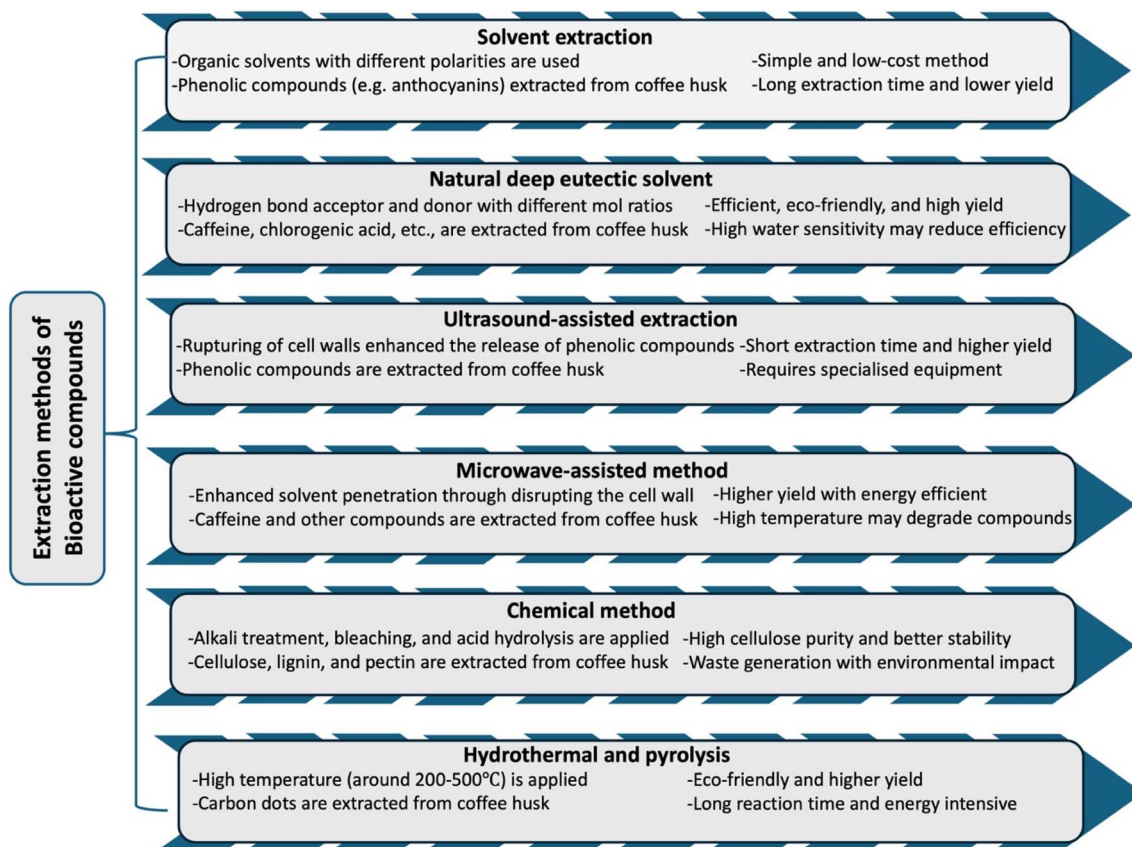 Extraction methods of
Bioactive compounds
Solvent extraction
-Organic solvents with different polarities are used
-Phenolic compounds (e.g. anthocyanins) extracted from coffee husk
-Simple and low-cost method
-Long extraction time and lower yield
Natural deep eutectic solvent
-Hydrogen bond acceptor and donor with different mol ratios
-Caffeine, chlorogenic acid, etc., are extracted from coffee husk
-Efficient, eco-friendly, and high yield
-High water sensitivity may reduce efficiency
Ultrasound-assisted extraction
-Rupturing of cell walls enhanced the release of phenolic compounds
-Phenolic compounds are extracted from coffee husk
-Short extraction time and higher yield
-Requires specialised equipment
Microwave-assisted method
-Enhanced solvent penetration through disrupting the cell wall
-Caffeine and other compounds are extracted from coffee husk
-Higher yield with energy efficient
-High temperature may degrade compounds
Chemical method
-Alkali treatment, bleaching, and acid hydrolysis are applied
-Cellulose, lignin, and pectin are extracted from coffee husk
-High cellulose purity and better stability
-Waste generation with environmental impact
Hydrothermal and pyrolysis
-High temperature (around 200-500℃) is applied
-Carbon dots are extracted from coffee husk
-Eco-friendly and higher yield
-Long reaction time and energy intensive